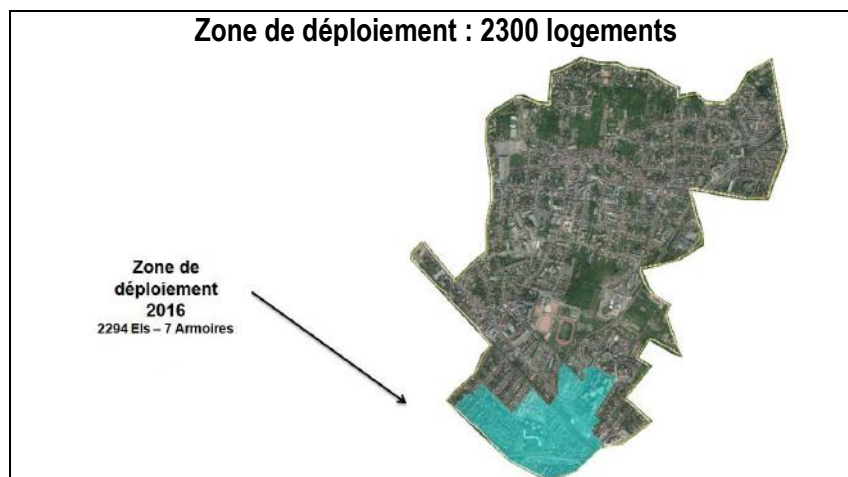 Zone de déploiement : 2300 logements
Zone de
déploiement
2016
2294 Els – 7 Armoires